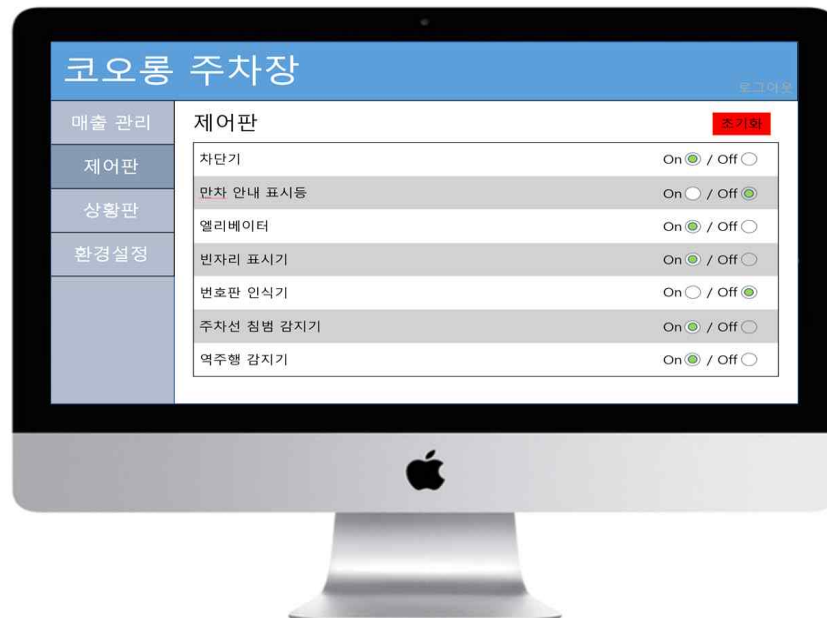 코오롱 주차장
로그아웃
매출 관리
제어판
상황판
환경설정
제어판
초기화
차단기 On / Off
만차 안내 표시등 On / Off
엘리베이터 On / Off
빈자리 표시기 On / Off
번호판 인식기 On / Off
주차선 침범 감지기 On / Off
역주행 감지기 On / Off